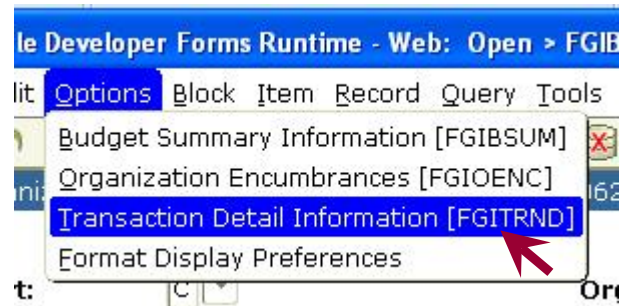 le Developer Forms Runtime - Web: Open > FGIB
lit Options Block Item Record Query Tools
Budget Summary Information [FGIBSUM]
Organization Encumbrances [FGIOENC]
Transaction Detail Information [FGITRND]
Format Display Preferences
t: C Org